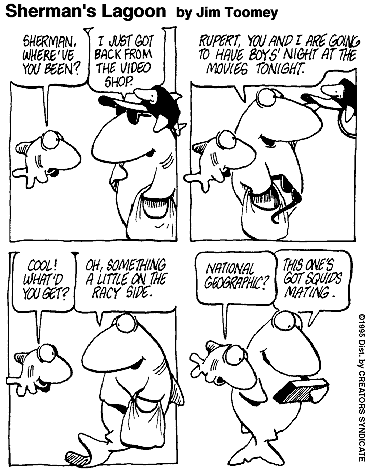 Sherman's Lagoon by Jim Toomey
SHERMAN,
WHERE'VE
YOU BEEN?
I JUST GOT
BACK FROM
THE VIDEO
SHOP.
RUPERT, YOU AND I ARE GOING
TO HAVE BOYS' NIGHT AT THE
MOVIES TONIGHT.
COOL!
WHAT'D
YOU GET?
OH, SOMETHING
A LITTLE ON THE
RACY SIDE.
NATIONAL
GEOGRAPHIC?
THIS ONE'S
GOT SQUIDS
MATING.
©1995 Dist. by CREATORS SYNDICATE